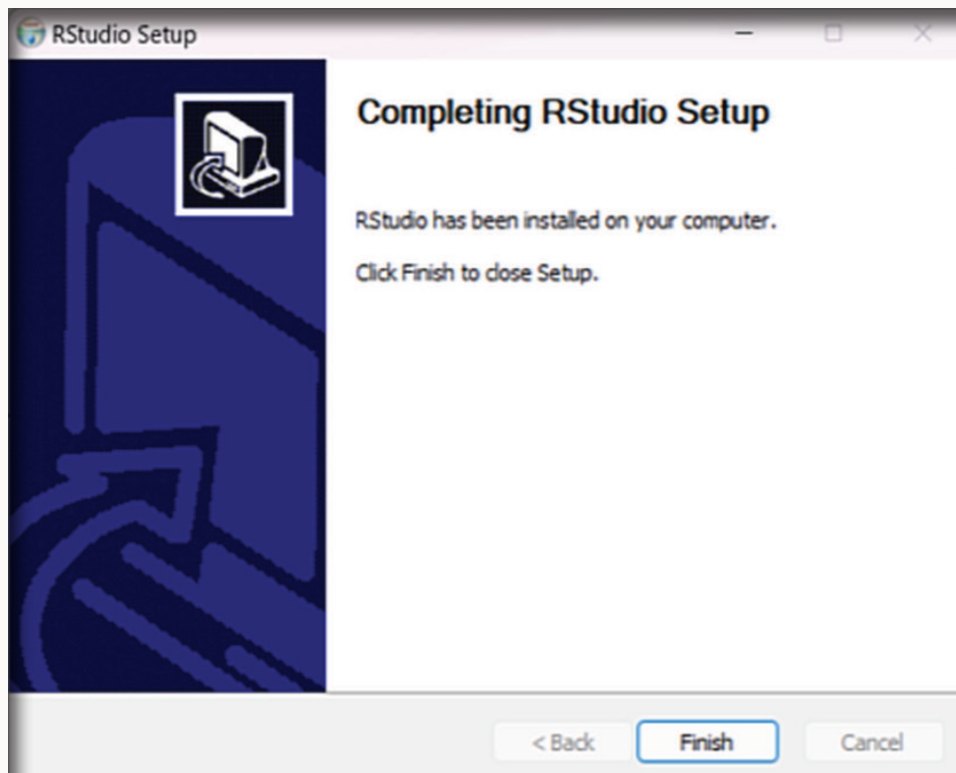 RStudio Setup
Completing RStudio Setup
RStudio has been installed on your computer.
Click Finish to close Setup.
< Back
Finish
Cancel